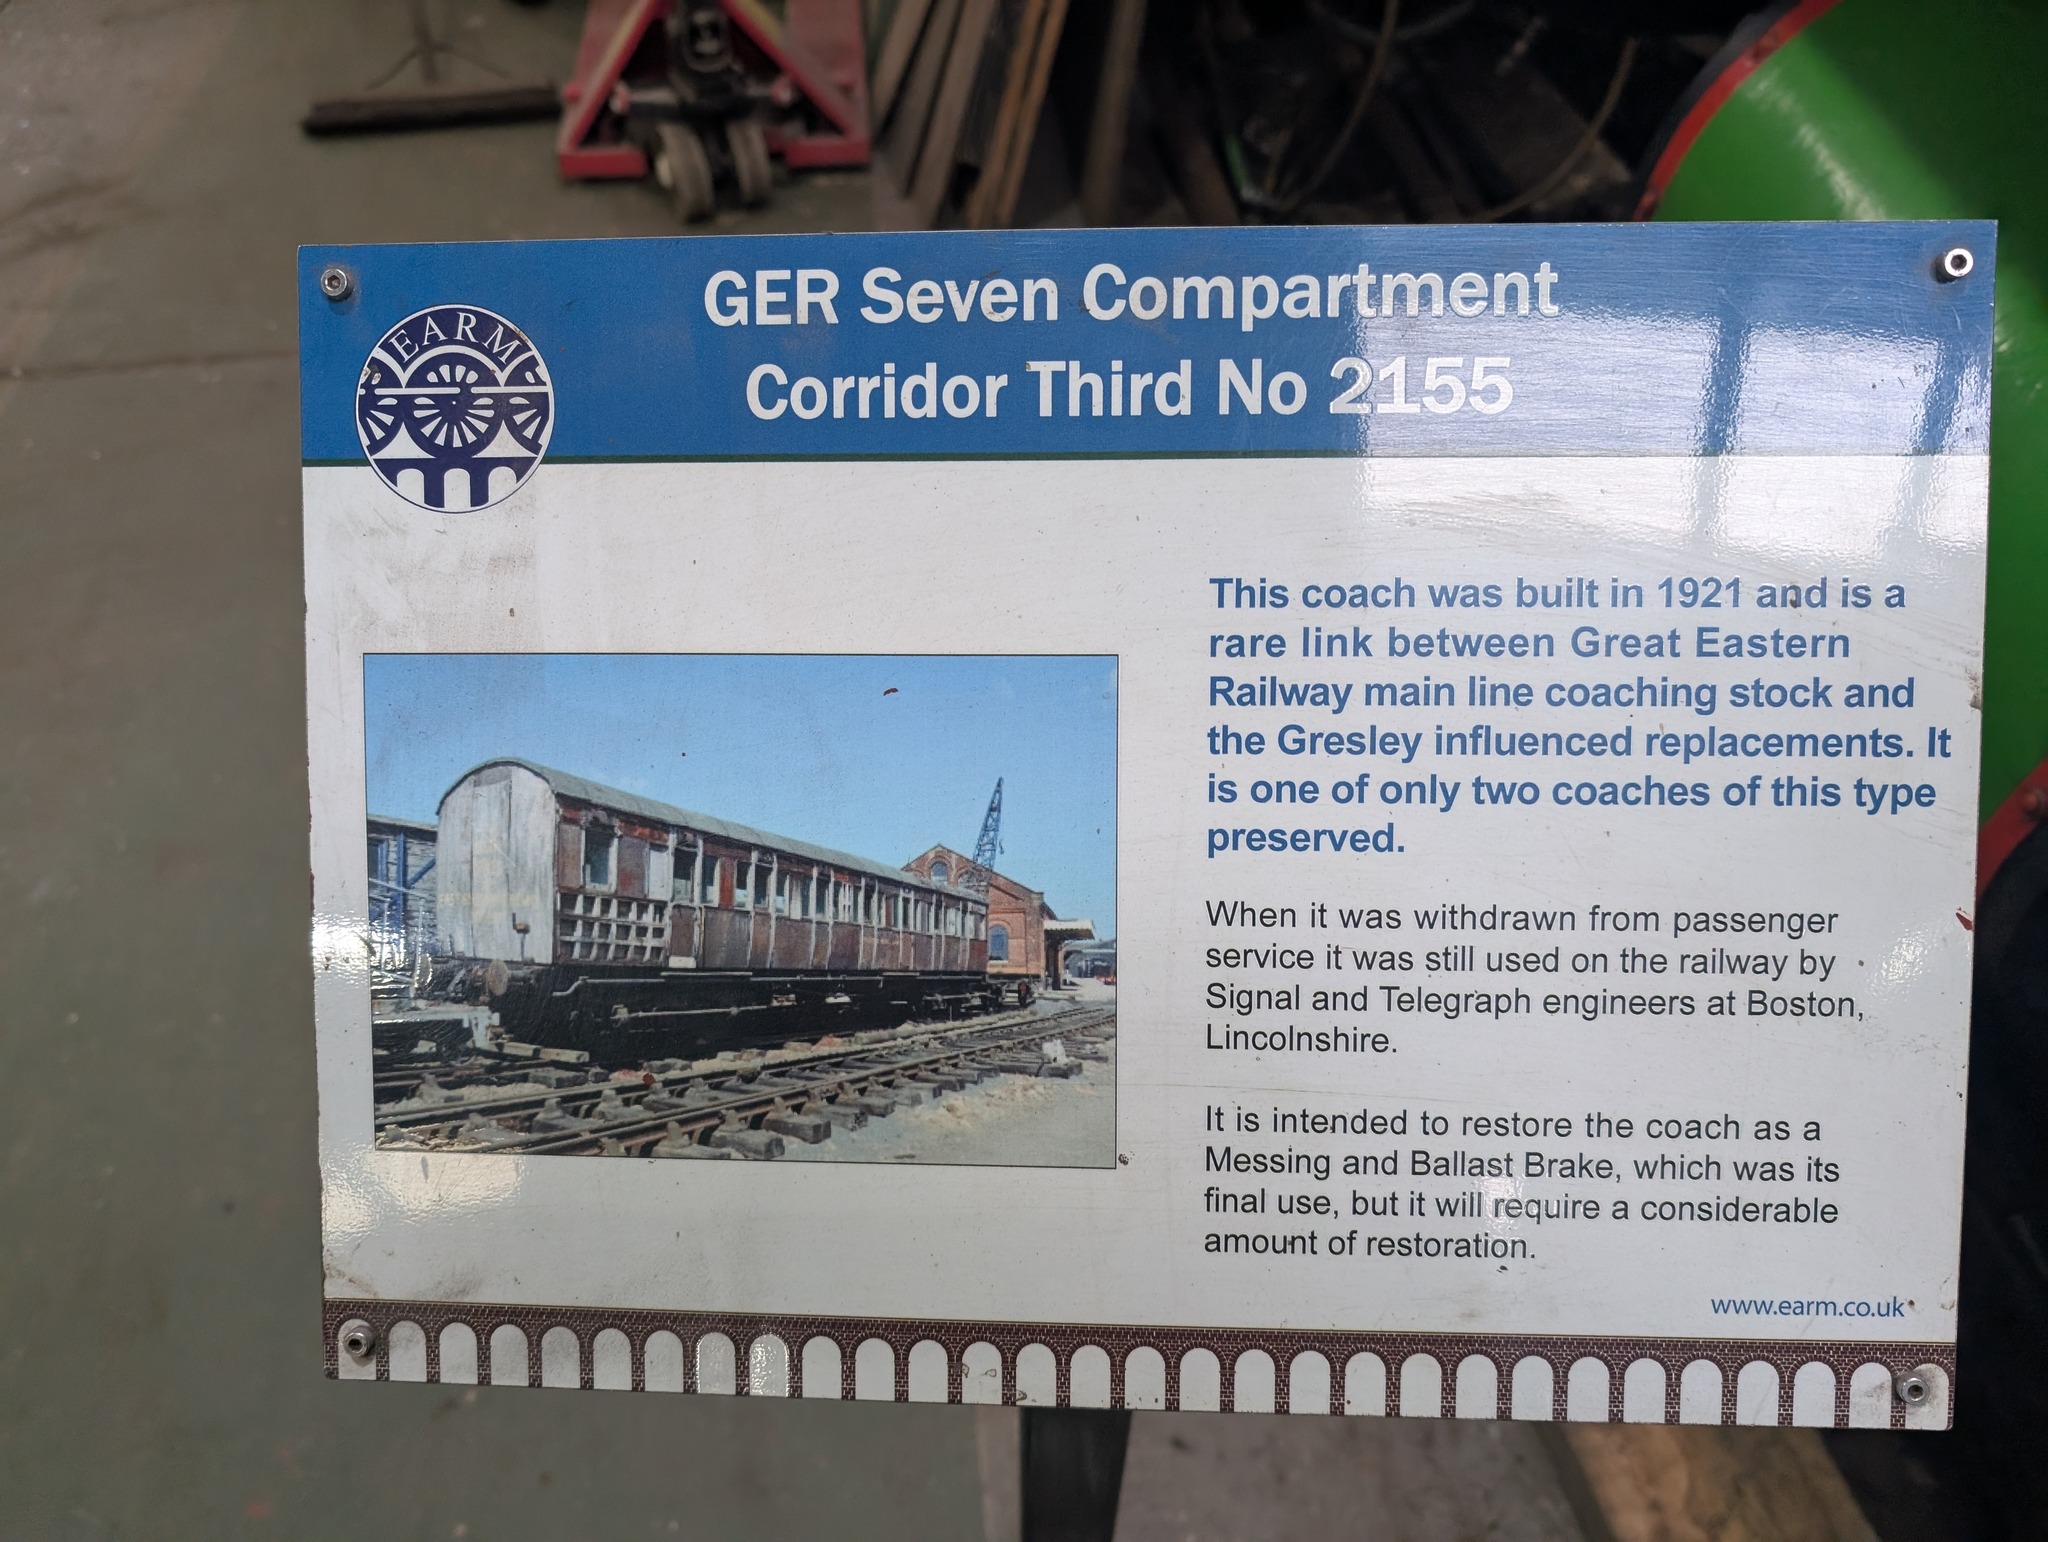 EARM
GER Seven Compartment
Corridor Third No 2155
This coach was built in 1921 and is a
rare link between Great Eastern
Railway main line coaching stock and
the Gresley influenced replacements. It
is one of only two coaches of this type
preserved.
When it was withdrawn from passenger
service it was still used on the railway by
Signal and Telegraph engineers at Boston,
Lincolnshire.
It is intended to restore the coach as a
Messing and Ballast Brake, which was its
final use, but it will require a considerable
amount of restoration.
www.earm.co.uk